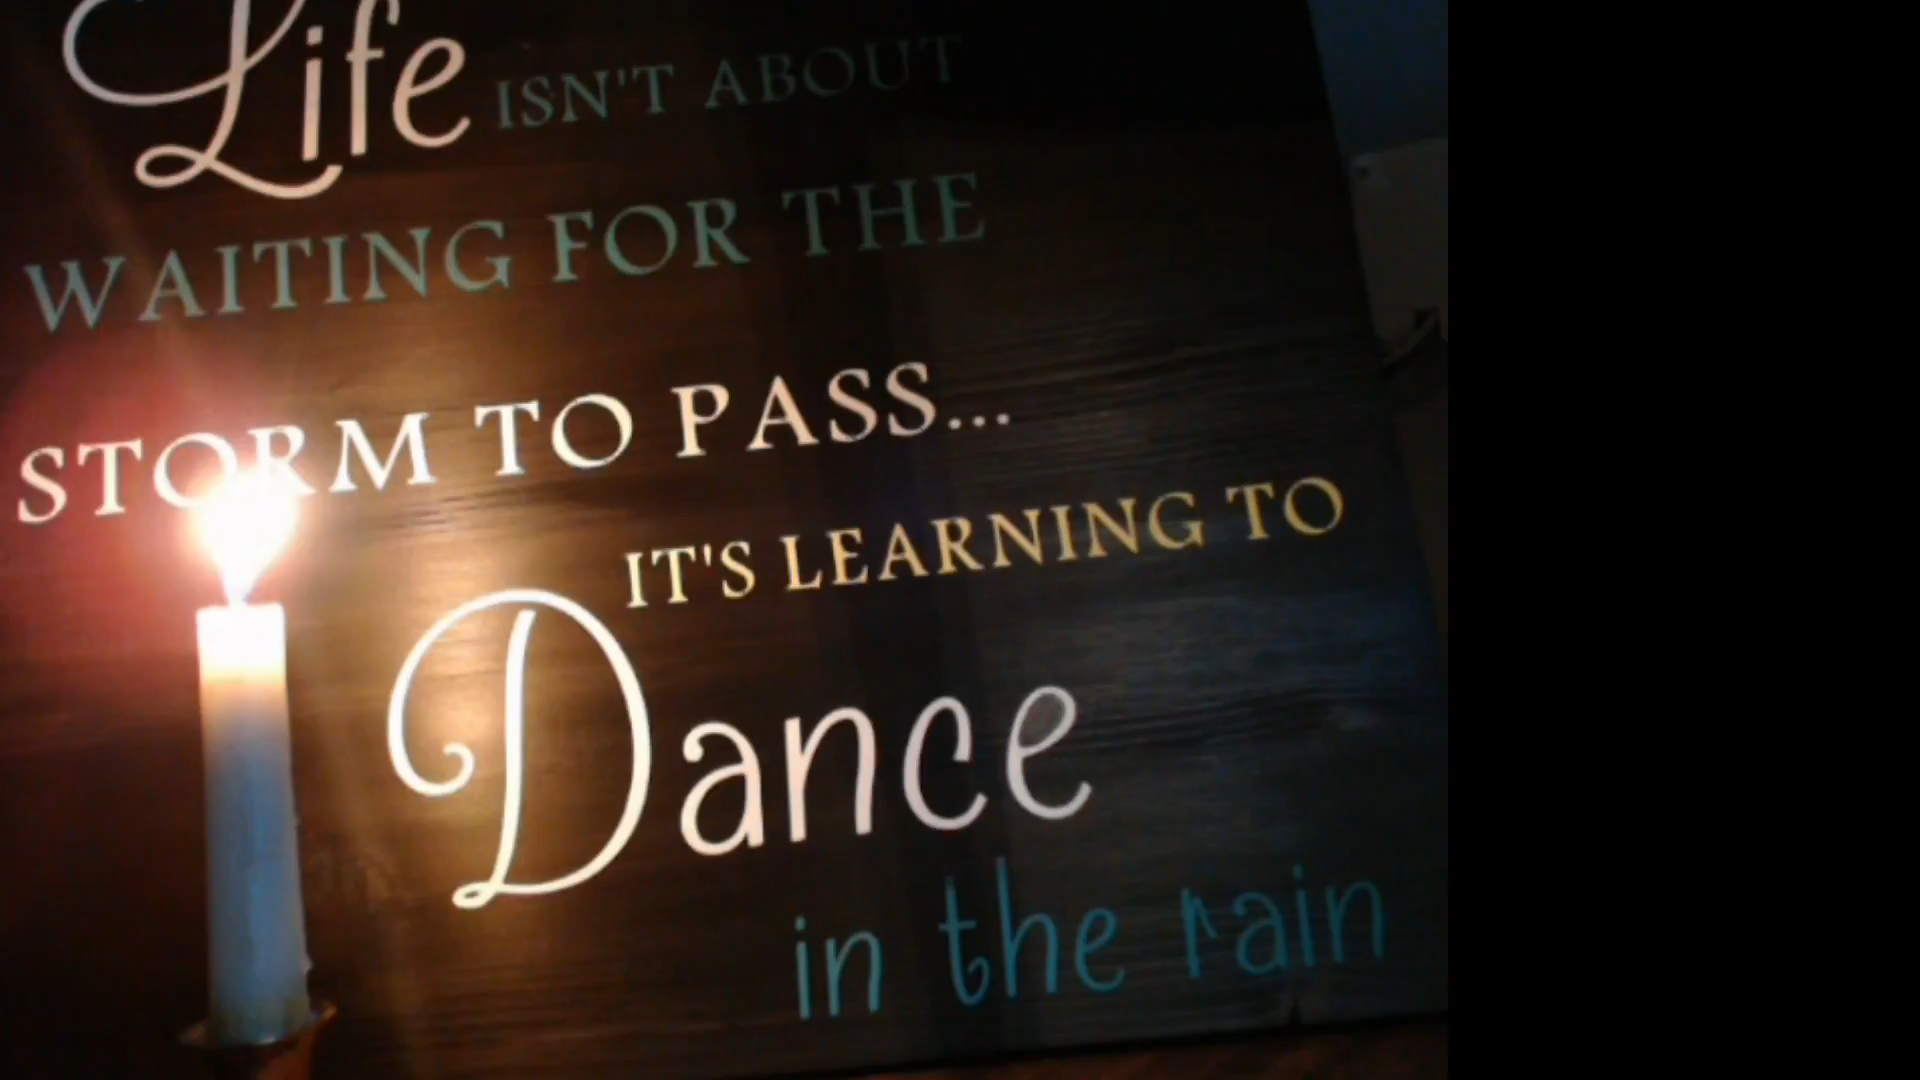 Life ISN'T ABOUT
WAITING FOR THE
STORM TO PASS...
IT'S LEARNING TO
Dance
in the rain